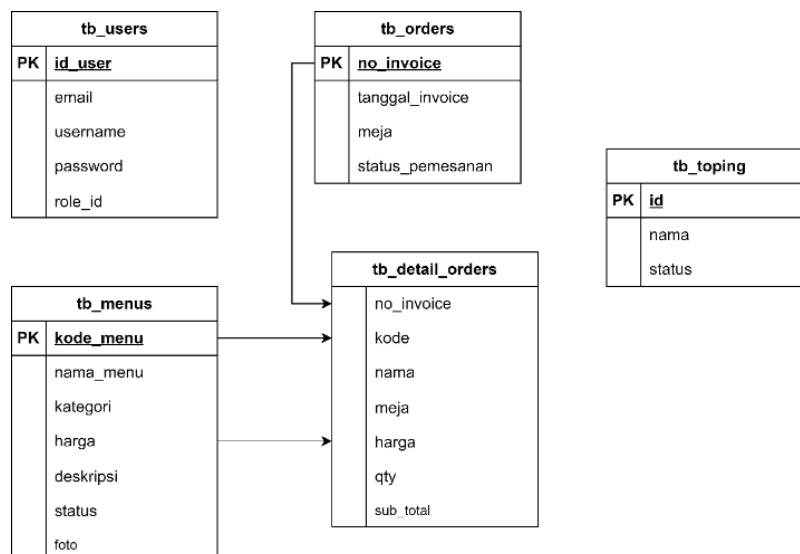 tb_users
PK id_user
email
username
password
role_id
tb_orders
PK no_invoice
tanggal_invoice
meja
status_pemesanan
tb_toping
PK id
nama
status
tb_menus
PK kode_menu
nama_menu
kategori
harga
deskripsi
status
foto
tb_detail_orders
no_invoice
kode
nama
meja
harga
qty
sub_total